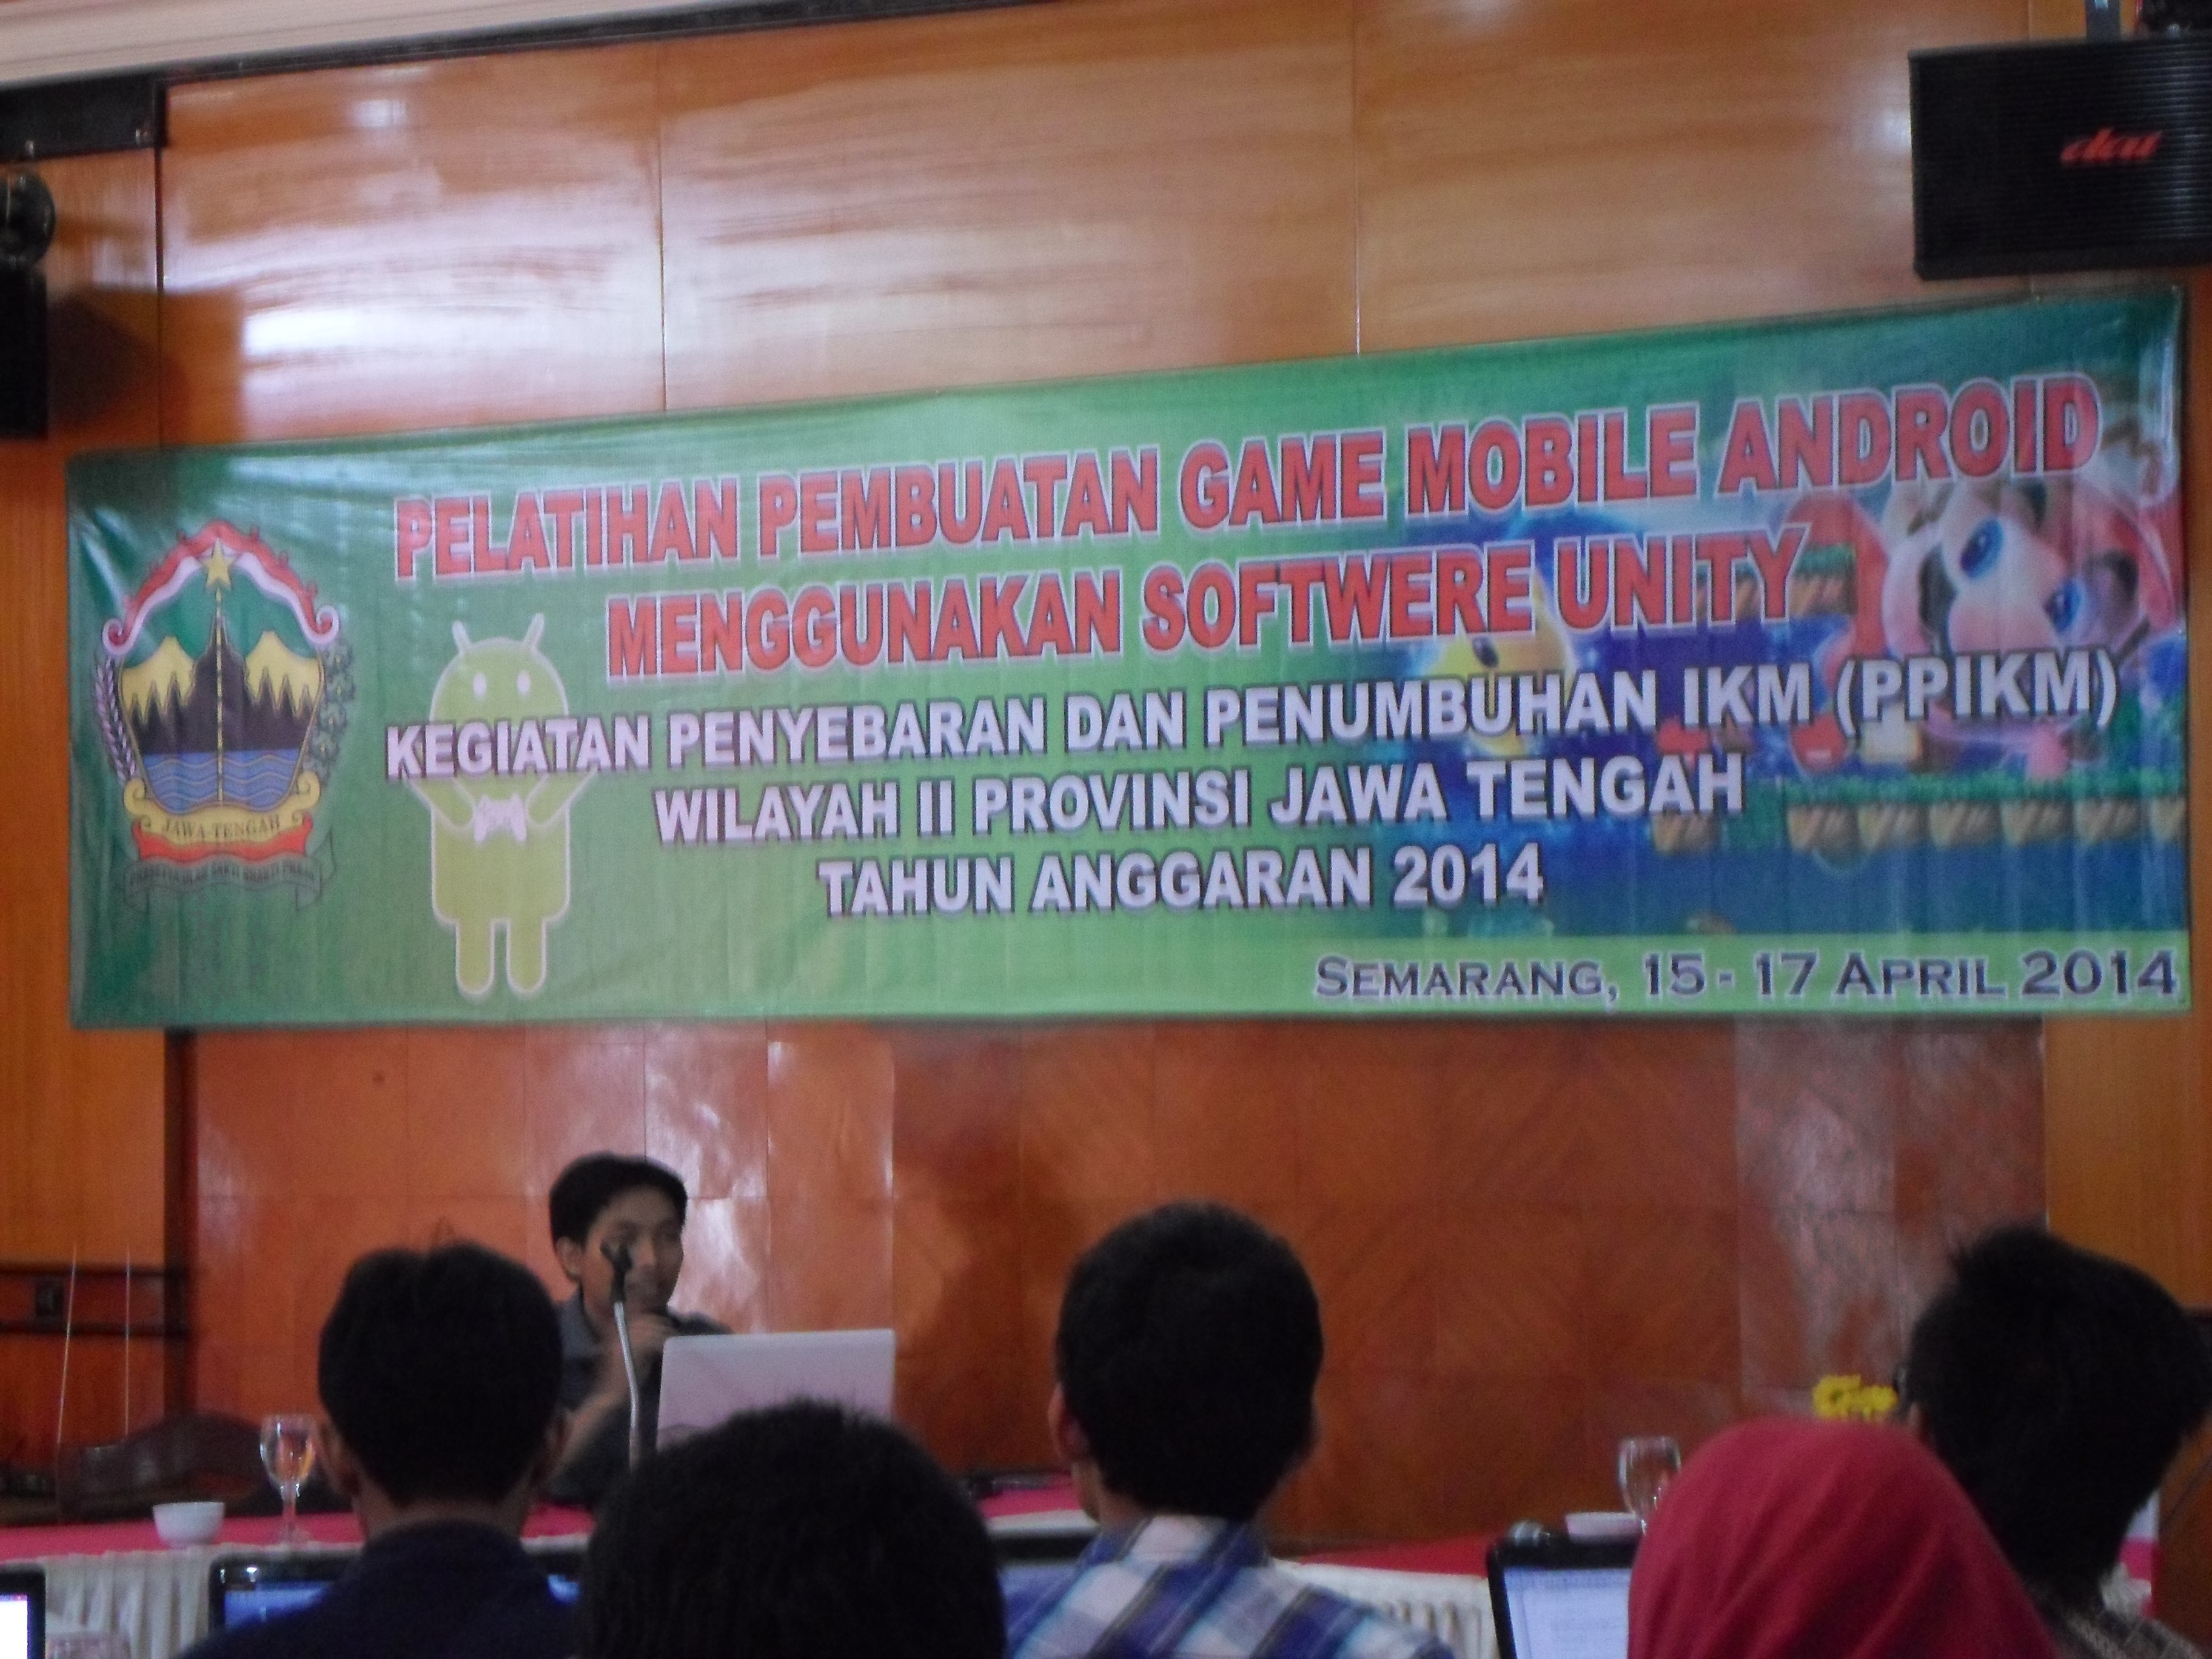 PELATIHAN PEMBUATAN GAME MOBILE ANDROID
MENGGUNAKAN SOFTWERE UNITY
KEGIATAN PENYEBARAN DAN PENUMBUHAN IKM (PPIKM)
WILAYAH II PROVINSI JAWA TENGAH
TAHUN ANGGARAN 2014
SEMARANG, 15 - 17 APRIL 2014
JAWA-TENGAH